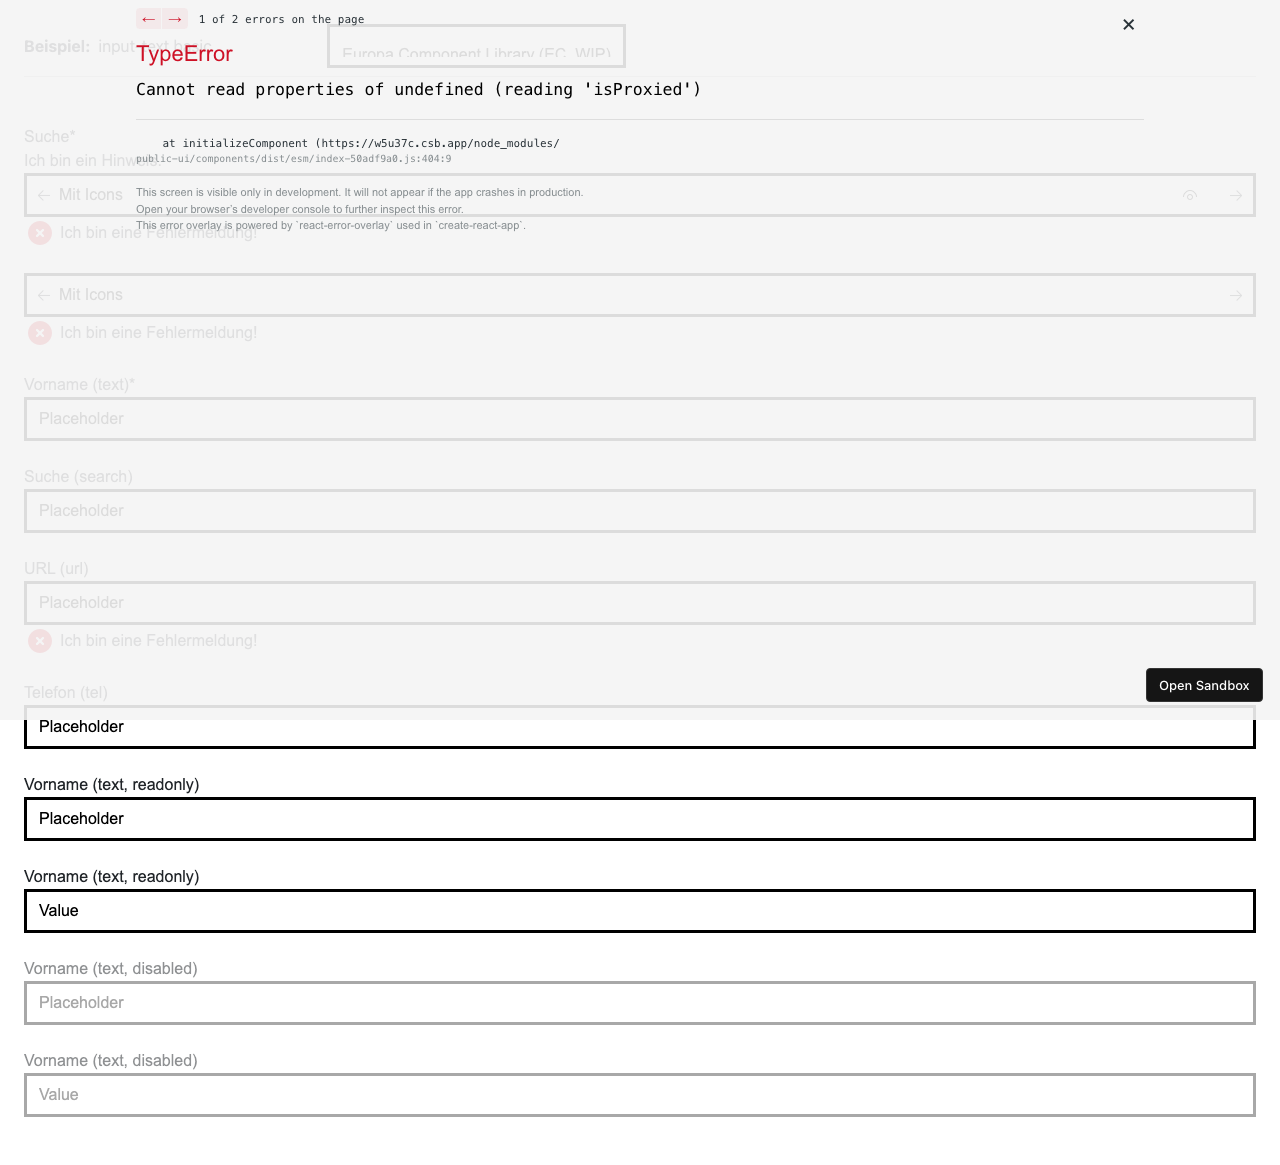 ← → 1 of 2 errors on the page
Beispiel: input-text basic
Europa Component Library (EC, WIP)
TypeError
Cannot read properties of undefined (reading 'isProxied')
at initializeComponent (https://w5u37c.csb.app/node_modules/
public-ui/components/dist/esm/index-50adf9a0.js:404:9
Suche*
Ich bin ein Hinweis.
Mit Icons
This screen is visible only in development. It will not appear if the app crashes in production.
Open your browser’s developer console to further inspect this error.
This error overlay is powered by `react-error-overlay` used in `create-react-app`.
Ich bin eine Fehlermeldung!
Mit Icons
Ich bin eine Fehlermeldung!
Vorname (text)*
Placeholder
Suche (search)
Placeholder
URL (url)
Placeholder
Ich bin eine Fehlermeldung!
Open Sandbox
Telefon (tel)
Placeholder
Vorname (text, readonly)
Placeholder
Vorname (text, readonly)
Value
Vorname (text, disabled)
Placeholder
Vorname (text, disabled)
Value